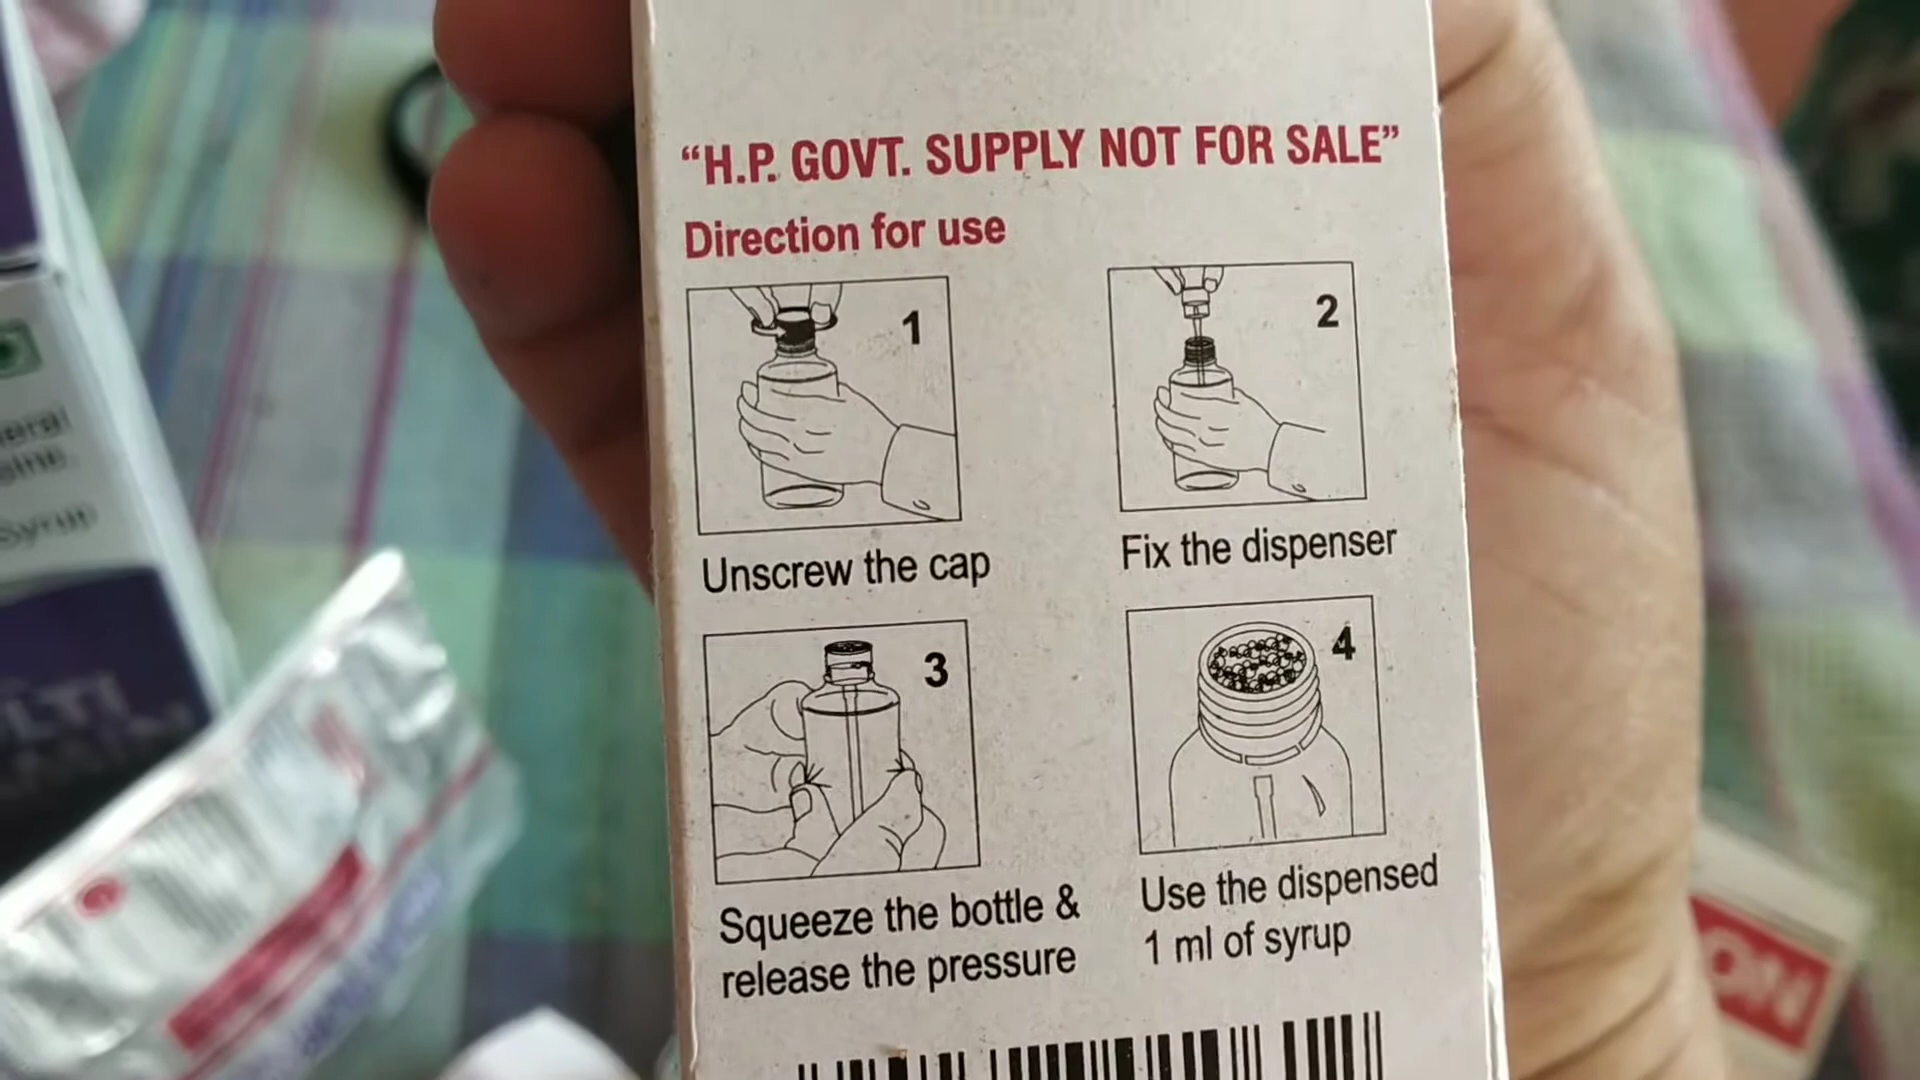 "H.P. GOVT. SUPPLY NOT FOR SALE"
Direction for use
1
2
Unscrew the cap
Fix the dispenser
3
4
Squeeze the bottle &
release the pressure
Use the dispensed
1 ml of syrup
Syrup